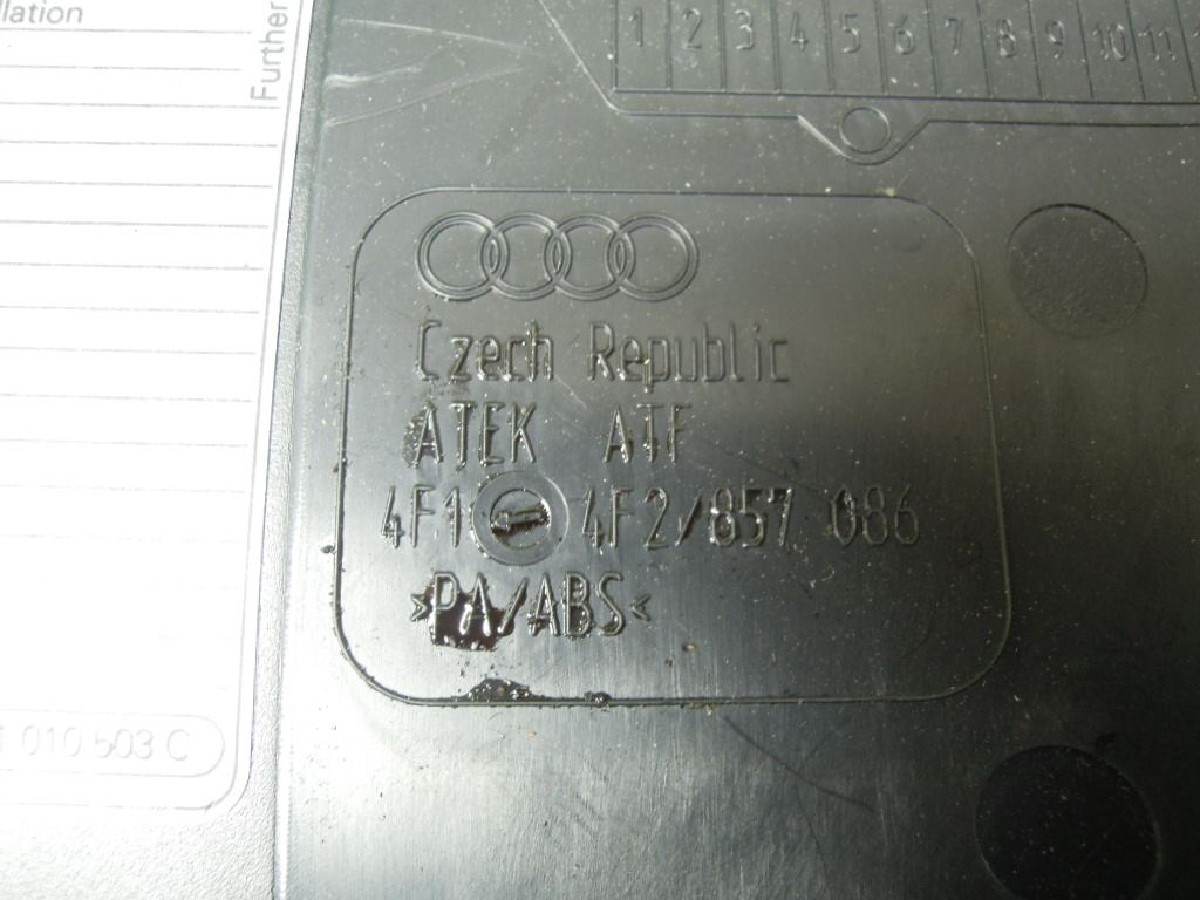 llation
Further
1 2 3 4 5 6 7 8 9 10 11
Czech Republic
ATEK ATF
4F1 4F2/857 086
>PA/ABS<
010 503 C